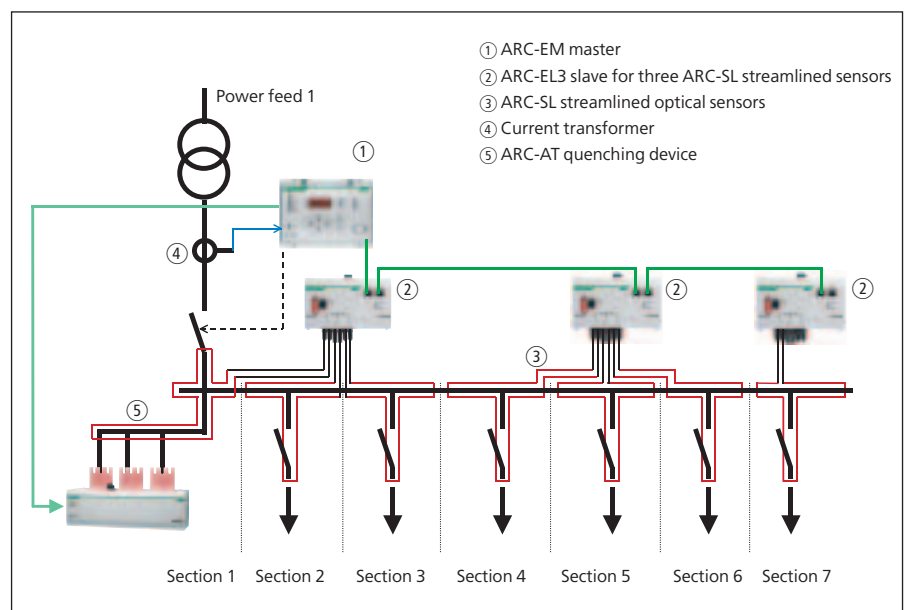 ① ARC-EM master
② ARC-EL3 slave for three ARC-SL streamlined sensors
③ ARC-SL streamlined optical sensors
④ Current transformer
⑤ ARC-AT quenching device
Power feed 1
①
④
②
②
②
③
⑤
Section 1 Section 2 Section 3 Section 4 Section 5 Section 6 Section 7